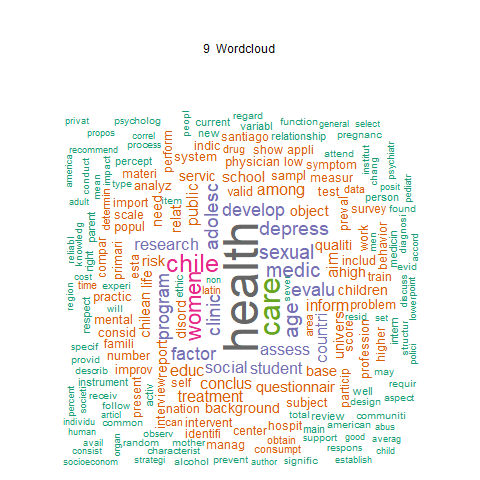 9 Wordcloud
privat
psycholog
peopl
current
regard
variabl
function
general
select
propos
correl
process
new
relationship
pregnanc
recommend
perform
indic
santiago
drug
show
appli
attend
institut
chang
psychiatr
america
conduct
impact
percept
system
physician
low
symptom
mean
type
materi
analyz
servic
school
sampl
measur
posit
pediatr
adult
determin
import
need
item
public
valid
among
test
data
person
reliabl
knowledg
parent
scale
popul
relat
adolesc
develop
object
preval
survey
found
right
compar
primari
research
health
depress
sexual
qualiti
work
behavior
men
medicin
accord
cost
region
esta
risk
chile
non
latin
medic
aim
high
includ
evid
time
experi
life
ethic
women
care
sever
evalu
children
train
discuss
lowerpoint
practic
will
chilean
program
clinic
age
inform
problem
respect
mental
consid
disord
area
countri
resid
set
intern
structur
polici
specif
famili
number
report
factor
social
assess
univers
score
profession
higher
provid
describ
improv
educ
student
base
may
instrument
activ
self
conclus
questionnair
particip
well
requir
percent
societi
receiv
present
interview
treatment
subject
design
aspect
follow
nation
background
total
review
communiti
individu
articl
common
can
intervent
hospit
main
american
abus
human
observ
identifi
center
support
good
averag
avail
random
mother
manag
obtain
consist
organ
characterist
consumpt
respons
child
socioeconom
strategi
alcohol
prevent
author
signific
establish